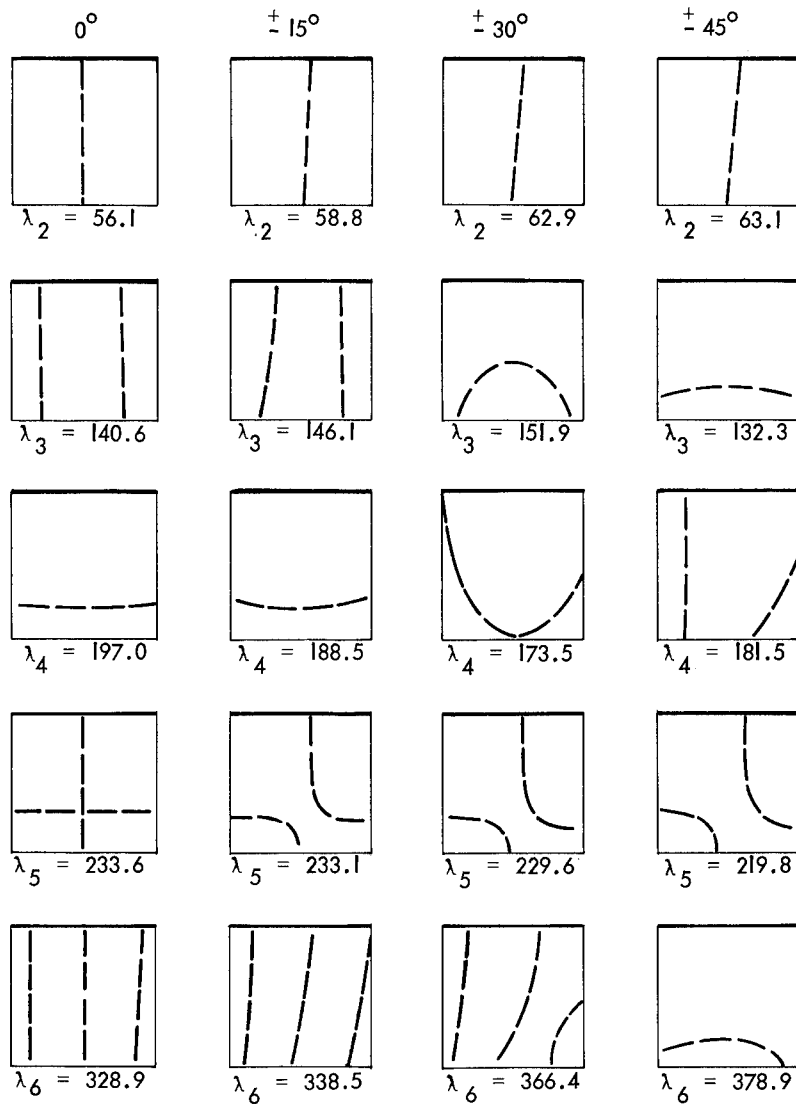 0° ± 15° ± 30° ± 45°
λ2 = 56.1 λ2 = 58.8 λ2 = 62.9 λ2 = 63.1
λ3 = 140.6 λ3 = 146.1 λ3 = 151.9 λ3 = 132.3
λ4 = 197.0 λ4 = 188.5 λ4 = 173.5 λ4 = 181.5
λ5 = 233.6 λ5 = 233.1 λ5 = 229.6 λ5 = 219.8
λ6 = 328.9 λ6 = 338.5 λ6 = 366.4 λ6 = 378.9